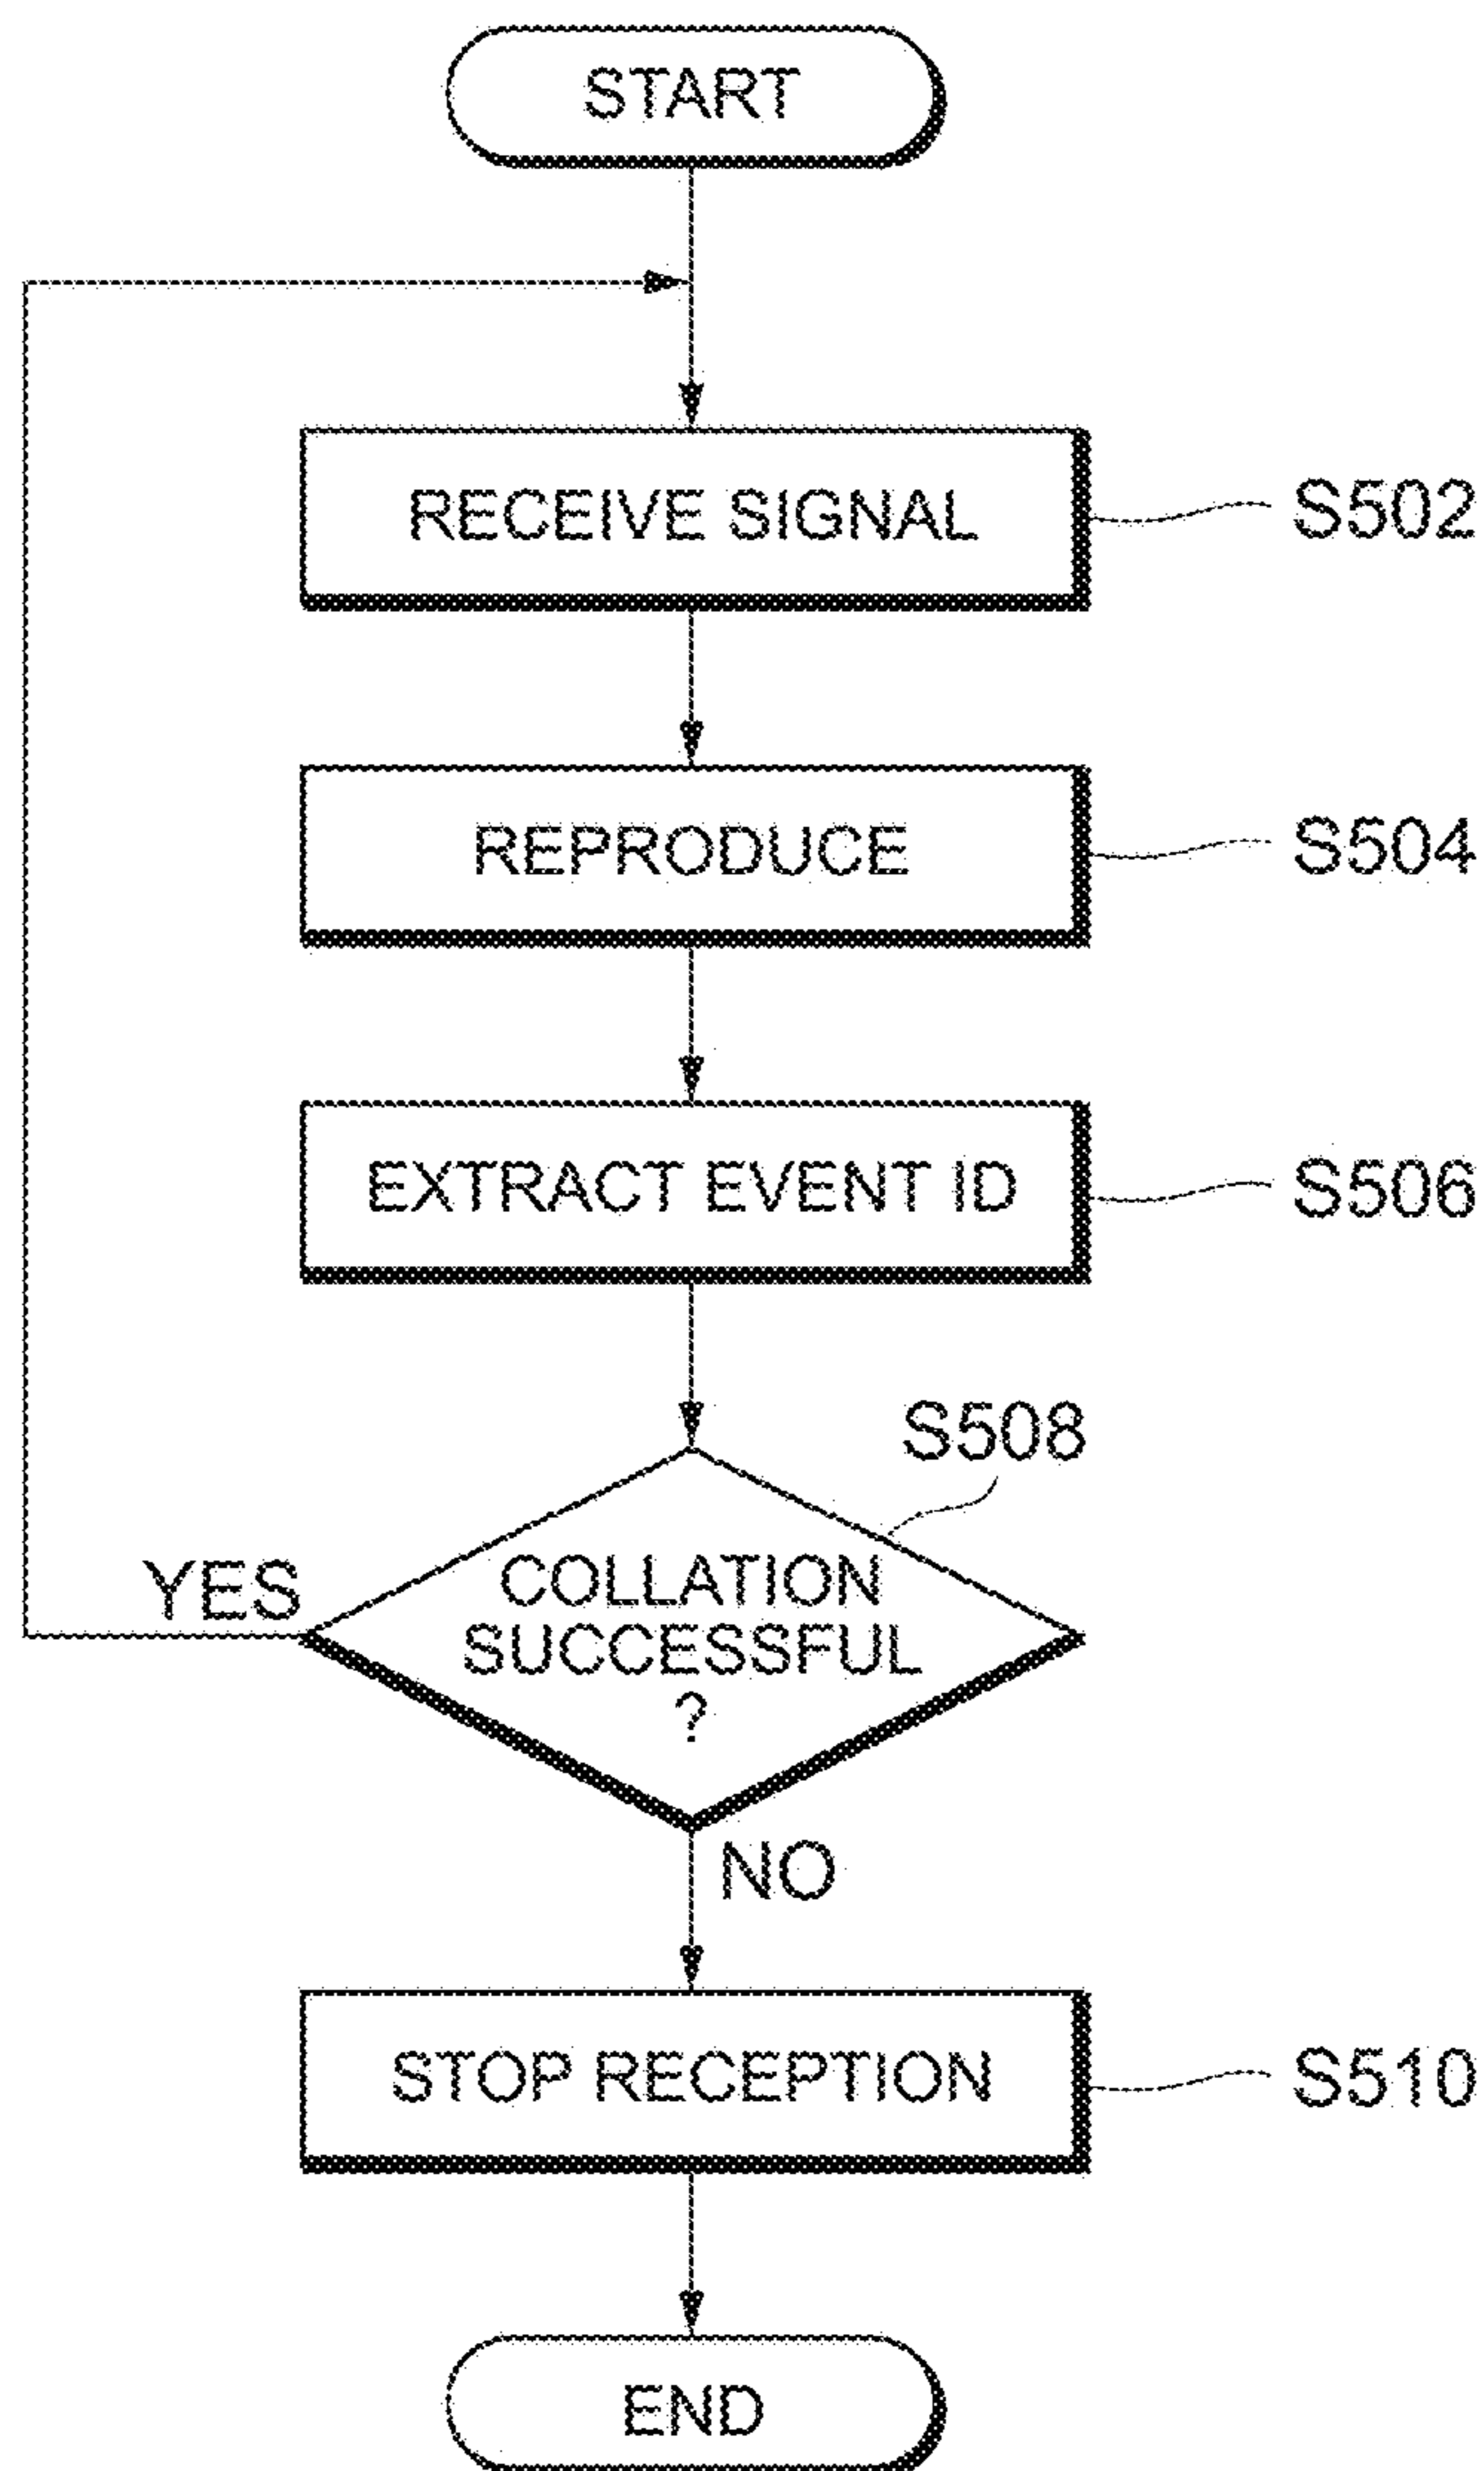 START
RECEIVE SIGNAL
S502
REPRODUCE
S504
EXTRACT EVENT ID
S506
S508
COLLATION
SUCCESSFUL
?
YES
NO
STOP RECEPTION
S510
END